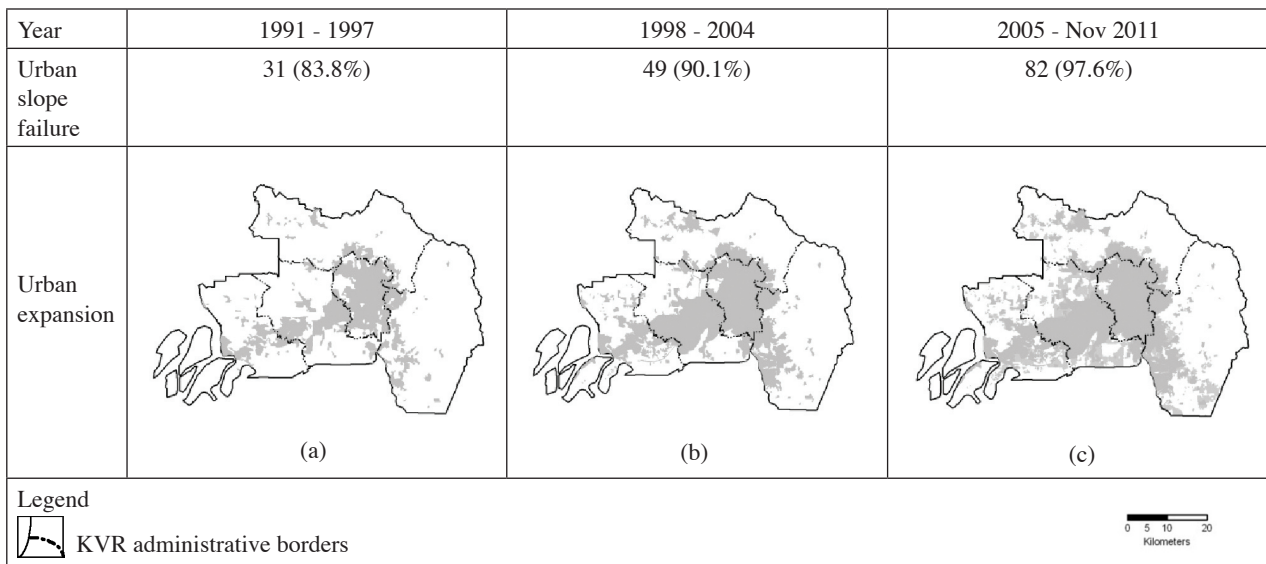 Year
1991 - 1997
1998 - 2004
2005 - Nov 2011
Urban
slope
failure
31 (83.8%)
49 (90.1%)
82 (97.6%)
Urban
expansion
(a)
(b)
(c)
Legend
KVR administrative borders
0 5 10 20
Kilometers